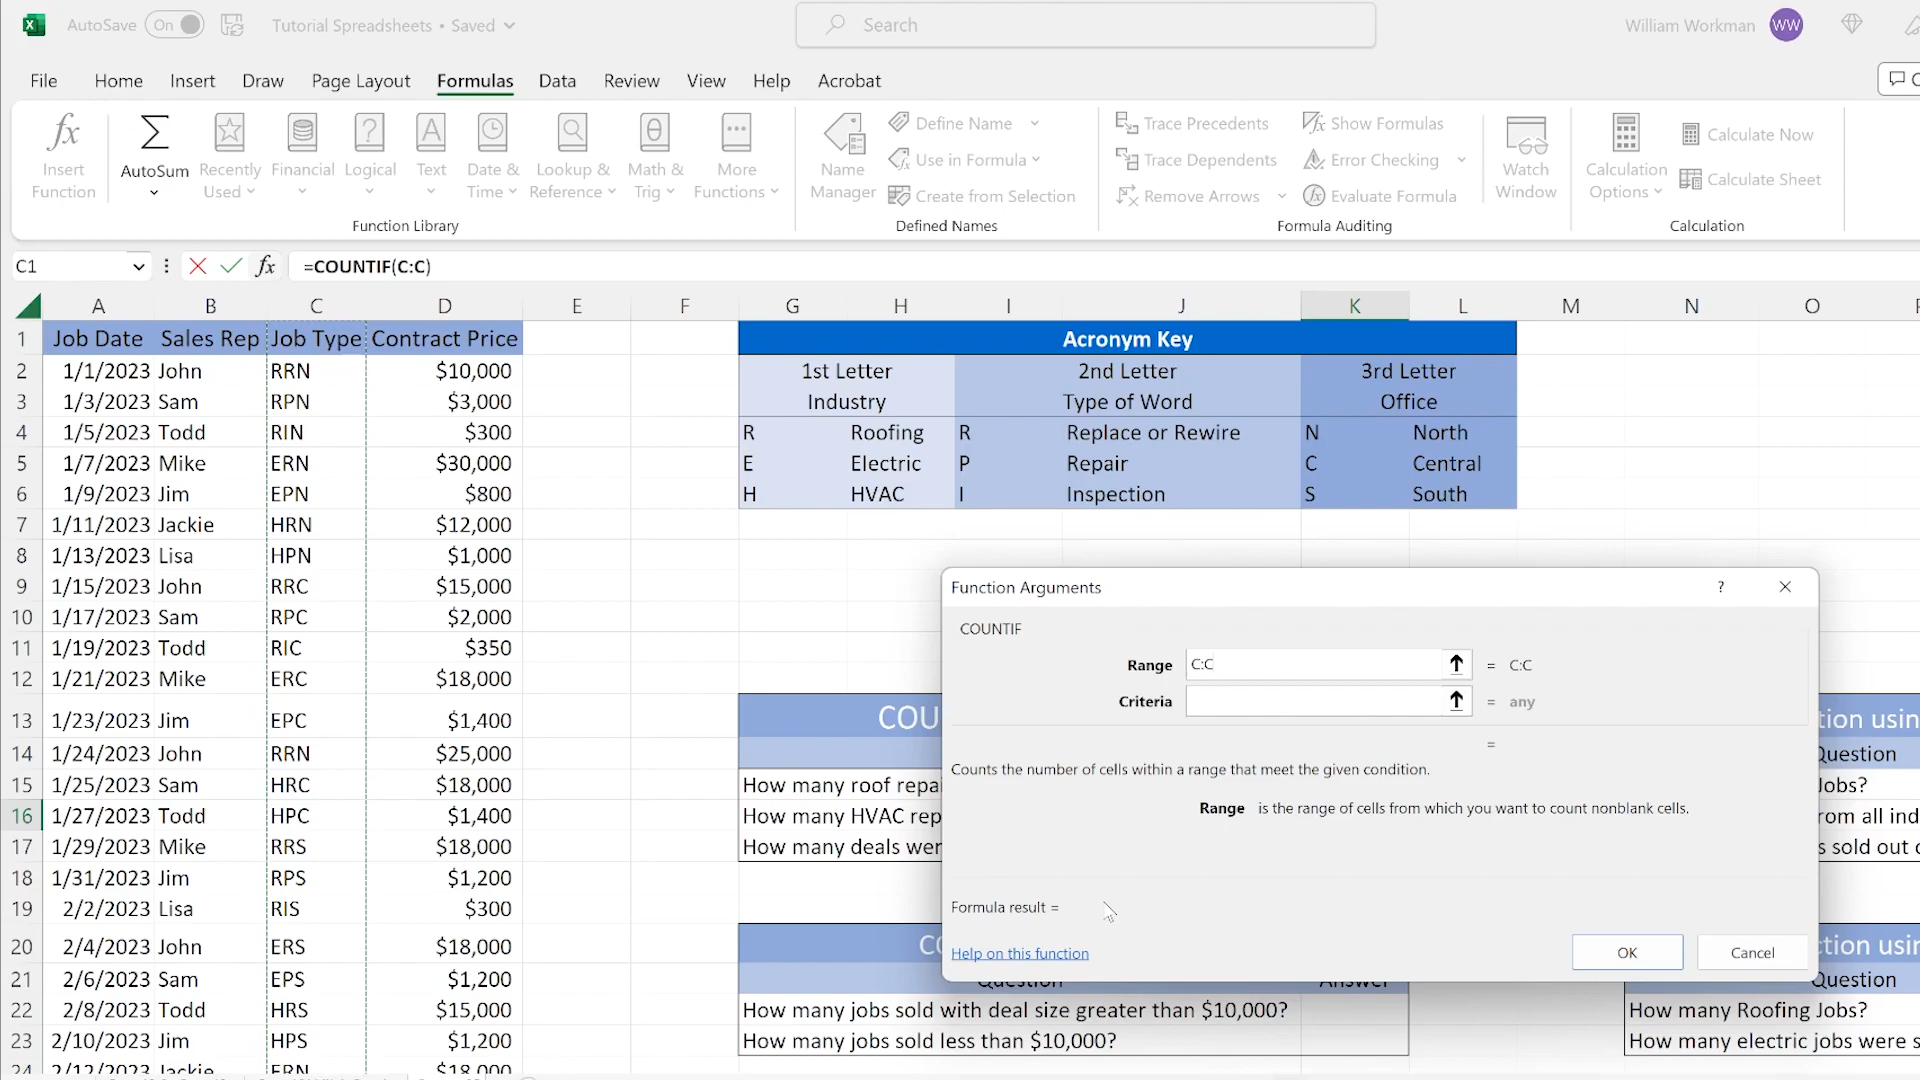 AutoSave On Tutorial Spreadsheets • Saved Search William Workman WW
File Home Insert Draw Page Layout Formulas Data Review View Help Acrobat
fx Insert Function
AutoSum
Recently Used
Financial
Logical
Text
Date & Time
Lookup & Reference
Math & Trig
More Functions
Function Library
Name Manager
Define Name
Use in Formula
Create from Selection
Defined Names
Trace Precedents
Trace Dependents
Remove Arrows
Show Formulas
Error Checking
Evaluate Formula
Formula Auditing
Watch Window
Calculation Options
Calculate Now
Calculate Sheet
Calculation
C1 fx =COUNTIF(C:C)
A B C D E F G H I J K L M N O
1 Job Date Sales Rep Job Type Contract Price
2 1/1/2023 John RRN $10,000
3 1/3/2023 Sam RPN $3,000
4 1/5/2023 Todd RIN $300
5 1/7/2023 Mike ERN $30,000
6 1/9/2023 Jim EPN $800
7 1/11/2023 Jackie HRN $12,000
8 1/13/2023 Lisa HPN $1,000
9 1/15/2023 John RRC $15,000
10 1/17/2023 Sam RPC $2,000
11 1/19/2023 Todd RIC $350
12 1/21/2023 Mike ERC $18,000
13 1/23/2023 Jim EPC $1,400
14 1/24/2023 John RRN $25,000
15 1/25/2023 Sam HRC $18,000
16 1/27/2023 Todd HPC $1,400
17 1/29/2023 Mike RRS $18,000
18 1/31/2023 Jim RPS $1,200
19 2/2/2023 Lisa RIS $300
20 2/4/2023 John ERS $18,000
21 2/6/2023 Sam EPS $1,200
22 2/8/2023 Todd HRS $15,000
23 2/10/2023 Jim HPS $1,200
24 2/12/2023 Jackie ERN $18,000
Acronym Key
1st Letter 2nd Letter 3rd Letter
Industry Type of Word Office
R Roofing R Replace or Rewire N North
E Electric P Repair C Central
H HVAC I Inspection S South
COU
How many roof repai
How many HVAC rep
How many deals wer
Function Arguments ?
COUNTIF
Range C:C = C:C
Criteria = any
=
Counts the number of cells within a range that meet the given condition.
Range is the range of cells from which you want to count nonblank cells.
Formula result =
Help on this function OK Cancel
tion using
Question
Jobs?
rom all ind
s sold out o
Question Answer
How many jobs sold with deal size greater than $10,000?
How many jobs sold less than $10,000?
ction usin
Question
How many Roofing Jobs?
How many electric jobs were s